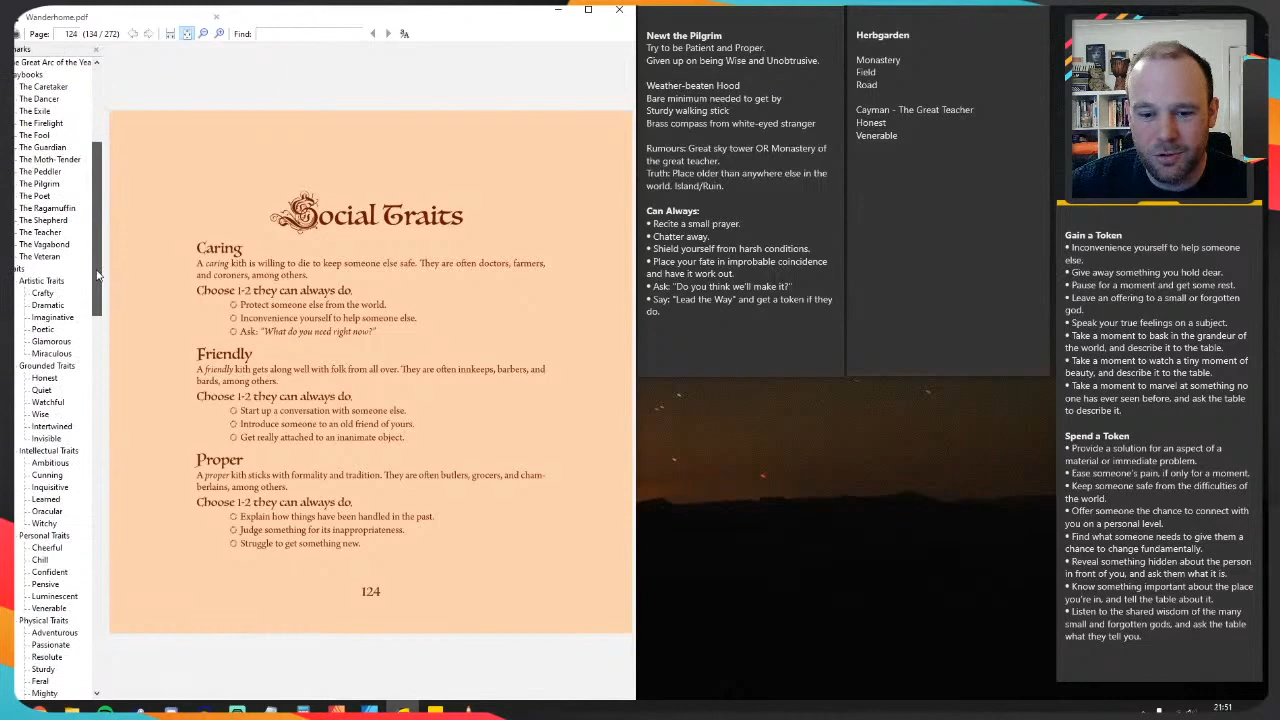 Wanderhome.pdf
Page: 124 (134 / 272)
Find:
he Great Arc of the Yea
The Caretaker
The Dancer
The Exile
The Firelight
The Fool
The Guardian
The Moth-Tender
The Peddler
The Pilgrim
The Poet
The Ragamuffin
The Shepherd
The Teacher
The Vagabond
The Veteran
Artistic Traits
Crafty
Dramatic
Imaginative
Poetic
Glamorous
Miraculous
Grounded Traits
Honest
Quiet
Watchful
Wise
Intertwined
Invisible
Intellectual Traits
Ambitious
Cunning
Inquisitive
Learned
Oracular
Witchy
Personal Traits
Cheerful
Chill
Confident
Pensive
Luminescent
Venerable
Physical Traits
Adventurous
Passionate
Resolute
Sturdy
Feral
Mighty
Social Traits
Caring
A caring kith is willing to die to keep someone else safe. They are often doctors, farmers,
and coroners, among others.
Choose 1-2 they can always do.
Protect someone else from the world.
Inconvenience yourself to help someone else.
Ask: "What do you need right now?"
Friendly
A friendly kith gets along well with folk from all over. They are often innkeeps, barbers, and
bards, among others.
Choose 1-2 they can always do.
Start up a conversation with someone else.
Introduce someone to an old friend of yours.
Get really attached to an inanimate object.
Proper
A proper kith sticks with formality and tradition. They are often butlers, grocers, and cham-
berlains, among others.
Choose 1-2 they can always do.
Explain how things have been handled in the past.
Judge something for its inappropriateness.
Struggle to get something new.
124
Newt the Pilgrim
Try to be Patient and Proper.
Given up on being Wise and Unobtrusive.
Weather-beaten Hood
Bare minimum needed to get by
Sturdy walking stick
Brass compass from white-eyed stranger
Rumours: Great sky tower OR Monastery of
the great teacher.
Truth: Place older than anywhere else in the
world. Island/Ruin.
Can Always:
• Recite a small prayer.
• Chatter away.
• Shield yourself from harsh conditions.
• Place your fate in improbable coincidence
and have it work out.
• Ask: "Do you think we'll make it?"
• Say: "Lead the Way" and get a token if they
do.
Herbgarden
Monastery
Field
Road
Cayman - The Great Teacher
Honest
Venerable
Gain a Token
• Inconvenience yourself to help someone
else.
• Give away something you hold dear.
• Pause for a moment and get some rest.
• Leave an offering to a small or forgotten
god.
• Speak your true feelings on a subject.
• Take a moment to bask in the grandeur of
the world, and describe it to the table.
• Take a moment to watch a tiny moment of
beauty, and describe it to the table.
• Take a moment to marvel at something no
one has ever seen before, and ask the table
to describe it.
Spend a Token
• Provide a solution for an aspect of a
material or immediate problem.
• Ease someone's pain, if only for a moment.
• Keep someone safe from the difficulties of
the world.
• Offer someone the chance to connect with
you on a personal level.
• Find what someone needs to give them a
chance to change fundamentally.
• Reveal something hidden about the person
in front of you, and ask them what it is.
• Know something important about the place
you're in, and tell the table about it.
• Listen to the shared wisdom of the many
small and forgotten gods, and ask the table
what they tell you.
21:51